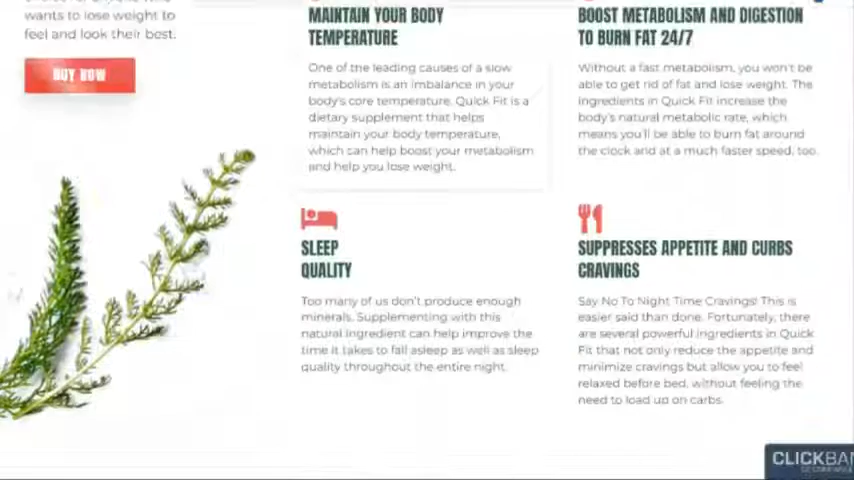 wants to lose weight to
feel and look their best.
BUY NOW
MAINTAIN YOUR BODY
TEMPERATURE
One of the leading causes of a slow
metabolism is an imbalance in your
body's core temperature. Quick Fit is a
dietary supplement that helps
maintain your body temperature,
which can help boost your metabolism
and help you lose weight.
BOOST METABOLISM AND DIGESTION
TO BURN FAT 24/7
Without a fast metabolism, you won't be
able to get rid of fat and lose weight. The
ingredients in Quick Fit increase the
body's natural metabolic rate, which
means you'll be able to burn fat around
the clock and at a much faster speed, too.
SLEEP
QUALITY
Too many of us don't produce enough
minerals. Supplementing with this
natural ingredient can help improve the
time it takes to fall asleep as well as sleep
quality throughout the entire night.
SUPPRESSES APPETITE AND CURBS
CRAVINGS
Say No To Night Time Cravings! This is
easier said than done. Fortunately, there
are several powerful ingredients in Quick
Fit that not only reduce the appetite and
minimize cravings but allow you to feel
relaxed before bed, without feeling the
need to load up on carbs.
CLICKBAN